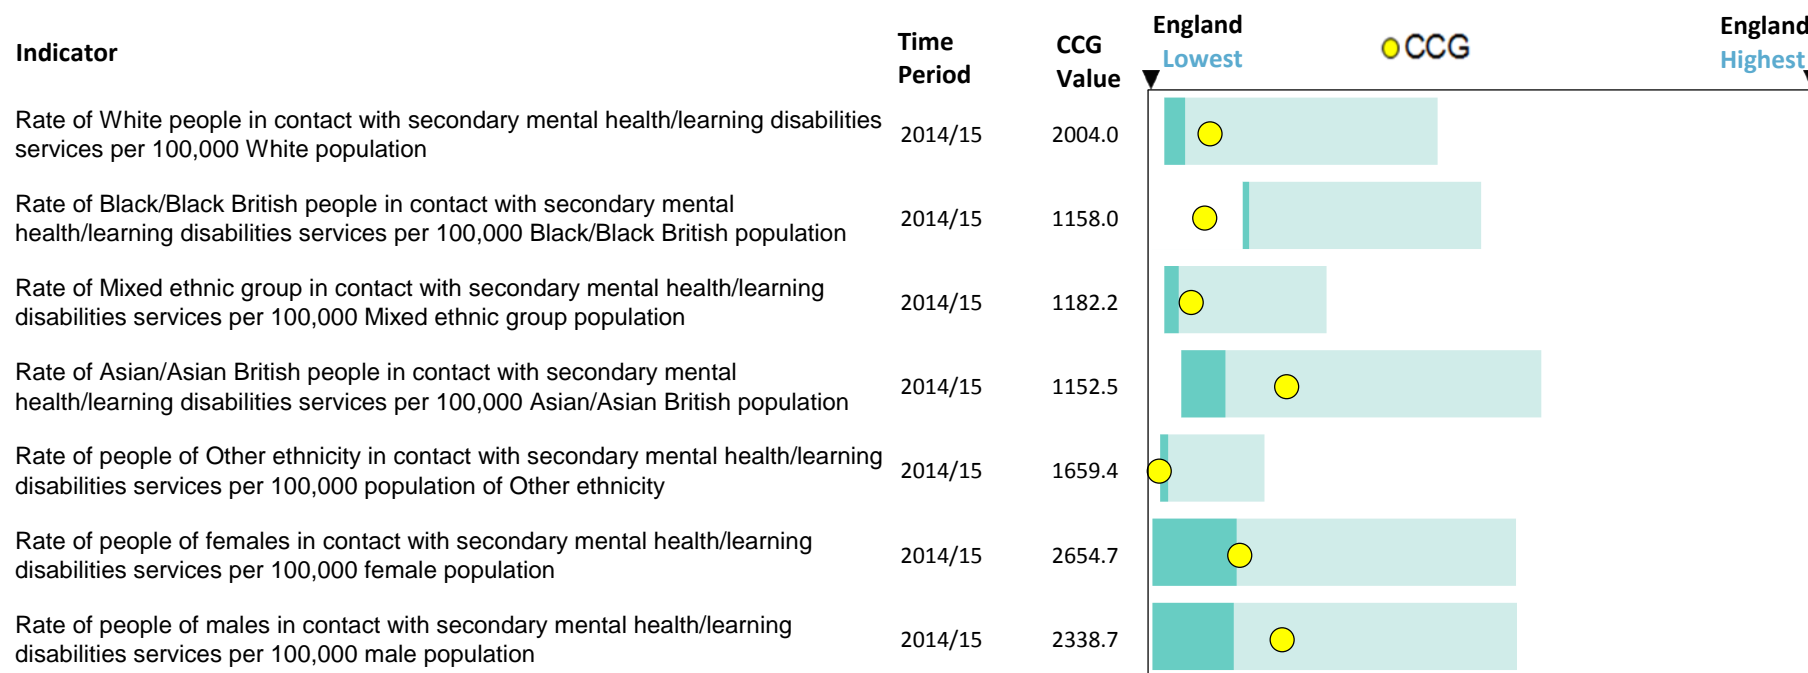 Indicator
Time
Period
CCG
Value
England
Lowest
CCG
England
Highest
Rate of White people in contact with secondary mental health/learning disabilities
services per 100,000 White population
2014/15
2004.0
Rate of Black/Black British people in contact with secondary mental
health/learning disabilities services per 100,000 Black/Black British population
2014/15
1158.0
Rate of Mixed ethnic group in contact with secondary mental health/learning
disabilities services per 100,000 Mixed ethnic group population
2014/15
1182.2
Rate of Asian/Asian British people in contact with secondary mental
health/learning disabilities services per 100,000 Asian/Asian British population
2014/15
1152.5
Rate of people of Other ethnicity in contact with secondary mental health/learning
disabilities services per 100,000 population of Other ethnicity
2014/15
1659.4
Rate of people of females in contact with secondary mental health/learning
disabilities services per 100,000 female population
2014/15
2654.7
Rate of people of males in contact with secondary mental health/learning
disabilities services per 100,000 male population
2014/15
2338.7